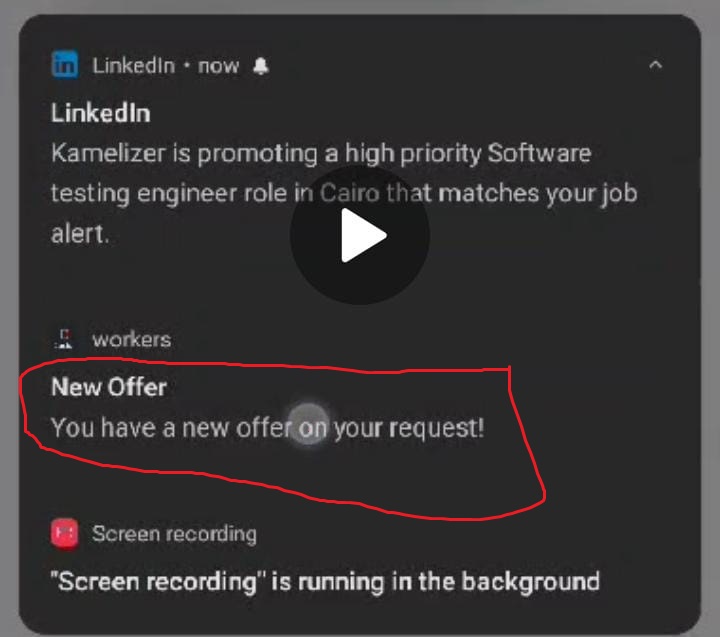 LinkedIn • now
LinkedIn
Kamelizer is promoting a high priority Software
testing engineer role in Cairo that matches your job
alert.
workers
New Offer
You have a new offer on your request!
Screen recording
"Screen recording" is running in the background